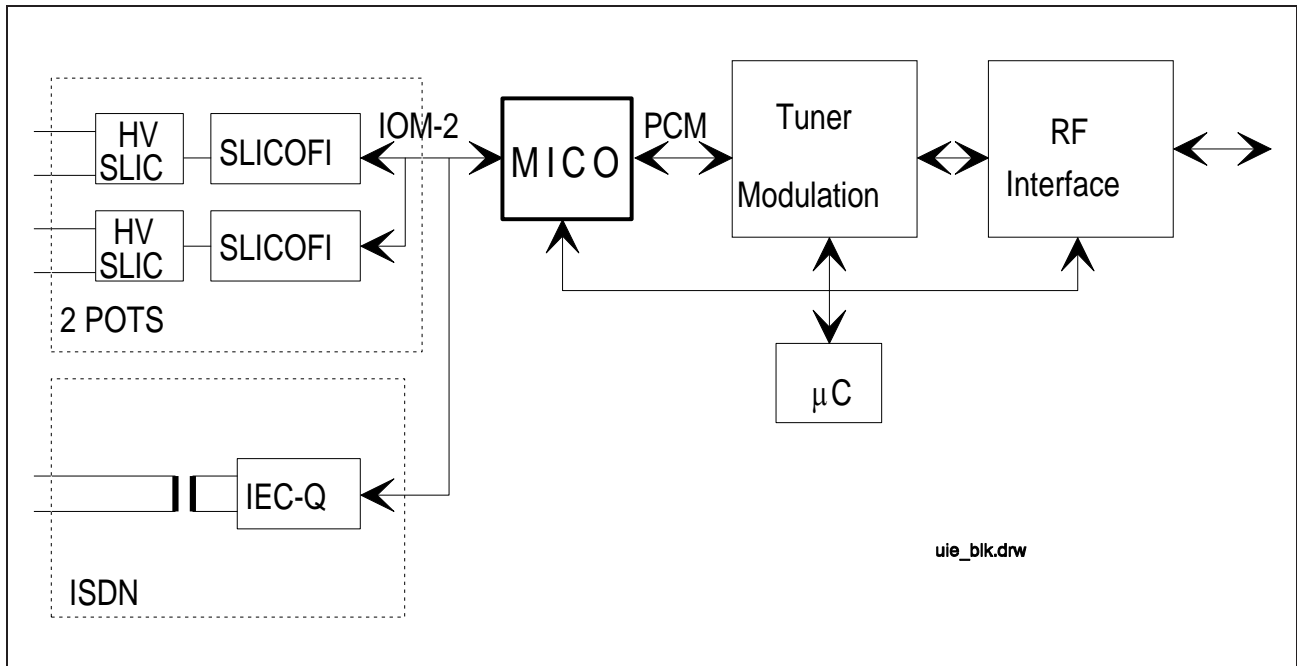 HV
SLIC
SLICOFI
IOM-2
MICO
PCM
Tuner
Modulation
RF
Interface
HV
SLIC
SLICOFI
2 POTS
μC
IEC-Q
ISDN
uie_blk.drw